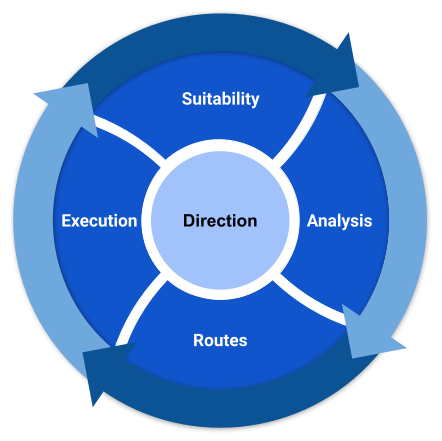 Suitability
Execution
Direction
Analysis
Routes